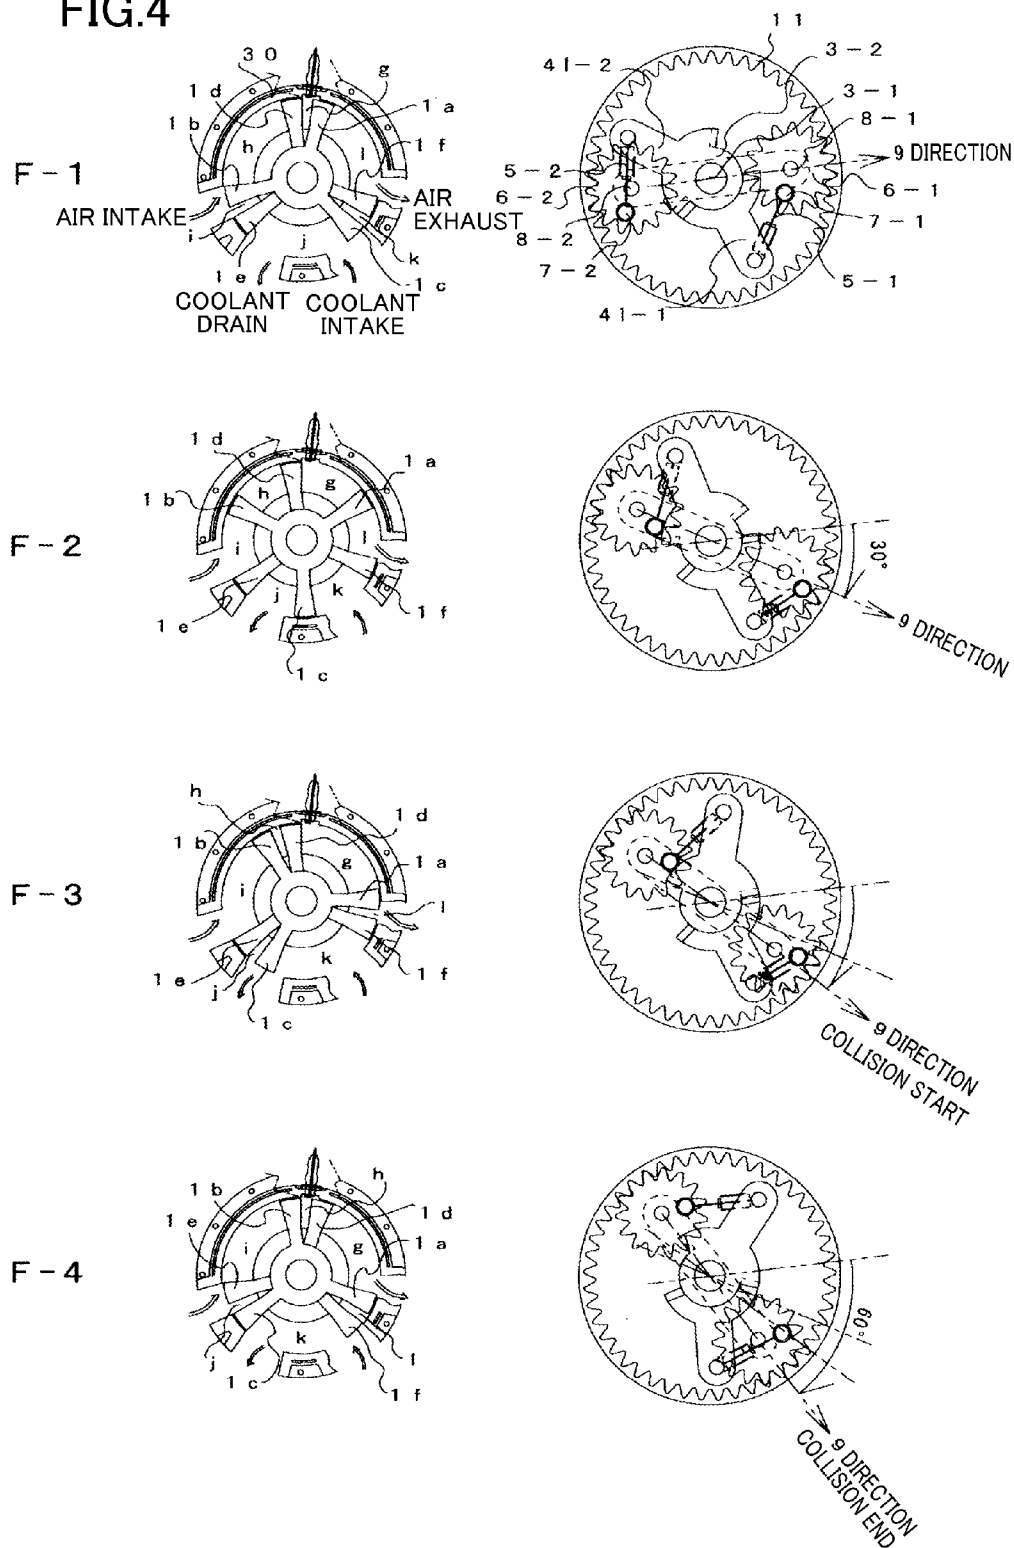 FIG.4
F-1
30
1d
1b
h
g
1a
1f
l
AIR INTAKE
AIR
EXHAUST
i
j
k
1e
1c
COOLANT
DRAIN
COOLANT
INTAKE
11
3-2
41-2
3-1
8-1
9 DIRECTION
5-2
6-2
6-1
8-2
7-1
7-2
5-1
41-1
F-2
1d
1a
g
h
1b
i
l
j
k
1e
1f
1c
30°
9 DIRECTION
F-3
h
1b
1d
g
1a
i
l
k
1e
1f
j
1c
9 DIRECTION
COLLISION START
F-4
1b
h
1d
1e
i
g
1a
k
j
l
1c
1f
60°
9 DIRECTION
COLLISION END